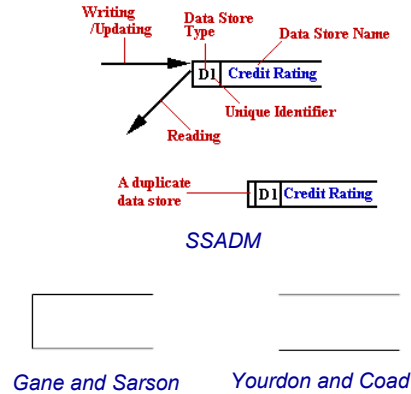 Writing
/Updating
Data Store
Type
Data Store Name
D1 Credit Rating
Unique Identifier
Reading
A duplicate
data store
D1 Credit Rating
SSADM
Gane and Sarson
Yourdon and Coad